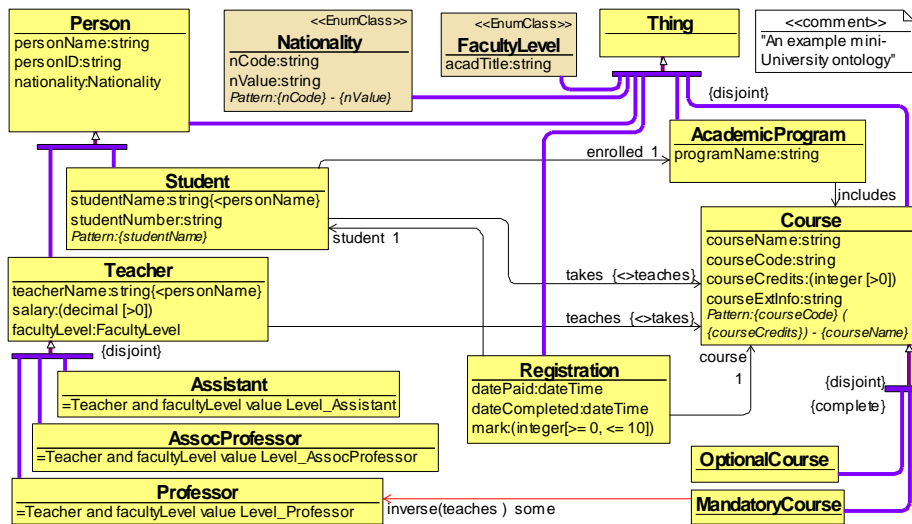 Person
personName:string
personID:string
nationality:Nationality
<<EnumClass>>
Nationality
nCode:string
nValue:string
Pattern:{nCode} - {nValue}
<<EnumClass>>
FacultyLevel
acadTitle:string
Thing
<<comment>>
"An example mini-
University ontology"
{disjoint}
AcademicProgram
programName:string
enrolled 1
includes
Student
studentName:string{<personName}
studentNumber:string
Pattern:{studentName}
student 1
Course
courseName:string
courseCode:string
courseCredits:(integer [>0])
courseExtInfo:string
Pattern:{courseCode} (
{courseCredits}) - {courseName}
takes {<>teaches}
teaches {<>takes}
Teacher
teacherName:string{<personName}
salary:(decimal [>0])
facultyLevel:FacultyLevel
{disjoint}
course
1
Registration
datePaid:dateTime
dateCompleted:dateTime
mark:(integer[>= 0, <= 10])
{disjoint}
{complete}
Assistant
=Teacher and facultyLevel value Level_Assistant
AssocProfessor
=Teacher and facultyLevel value Level_AssocProfessor
OptionalCourse
Professor
=Teacher and facultyLevel value Level_Professor
inverse(teaches ) some
MandatoryCourse